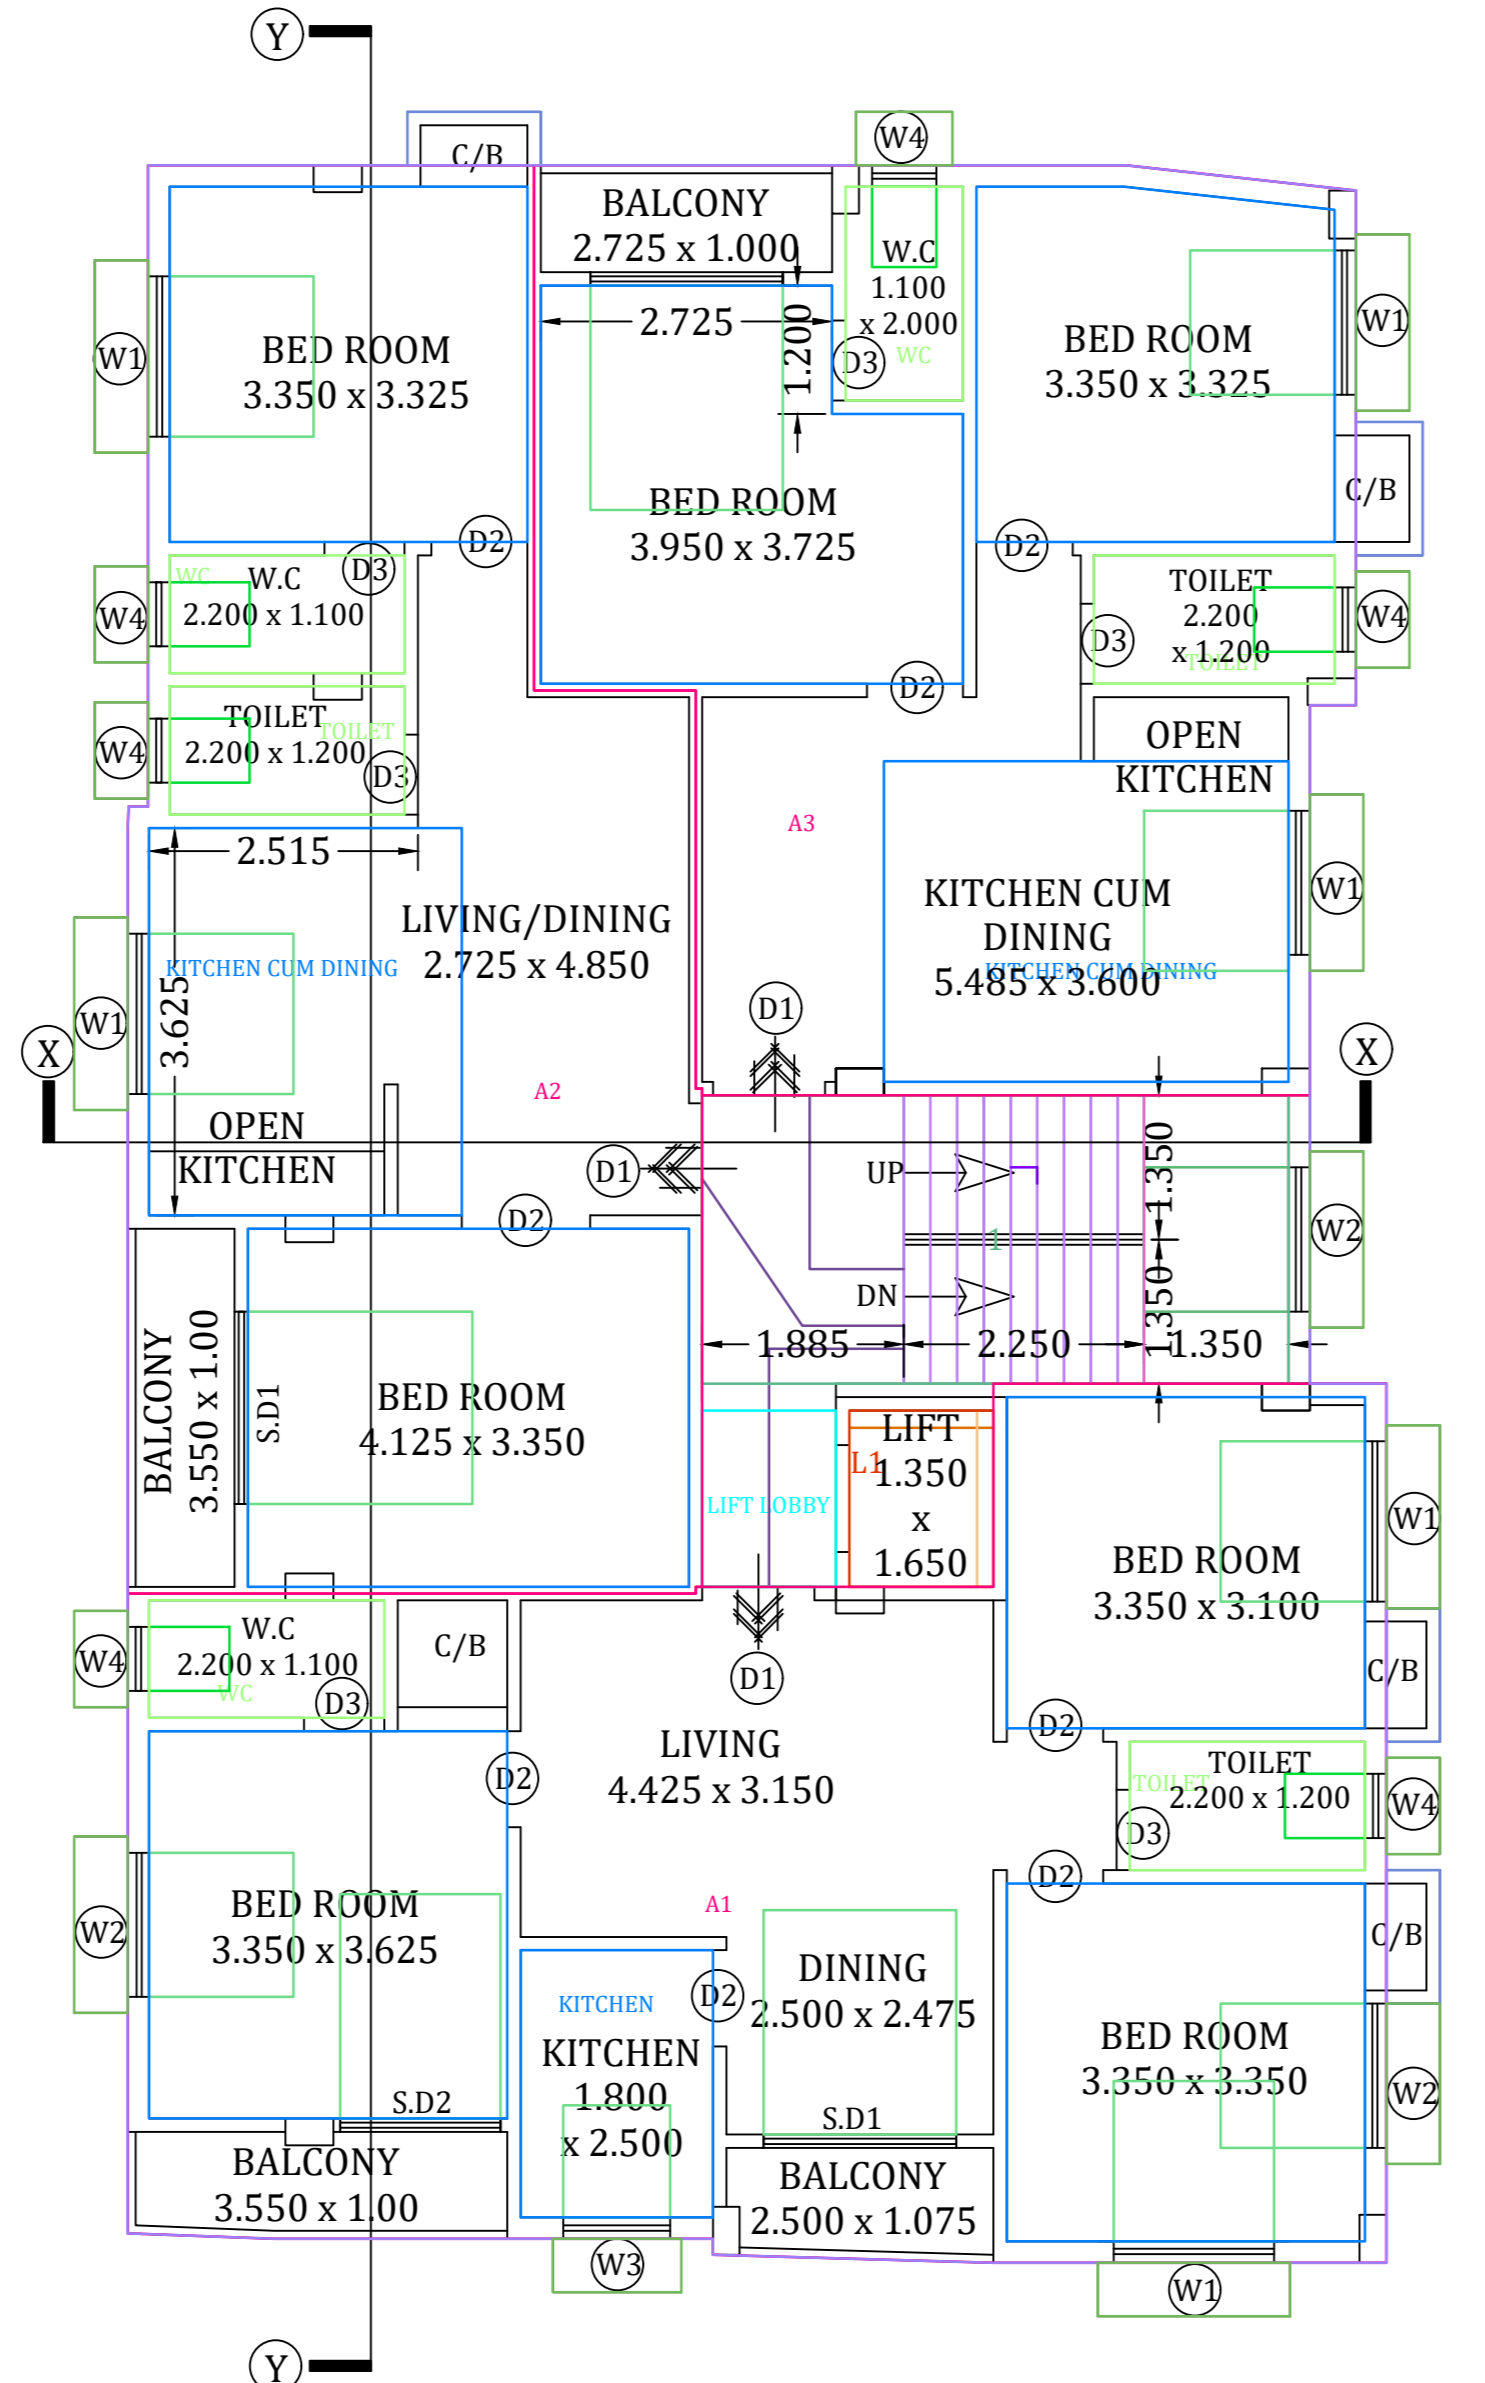 Y
C/B
W4
BALCONY
2.725 x 1.000
W.C
1.100
x 2.000
WC
W1
BED ROOM
3.350 x 3.325
2.725
1.200
D3
BED ROOM
3.350 x 3.325
W1
C/B
BED ROOM
3.950 x 3.725
D2
D2
D3
WC
W.C
2.200 x 1.100
W4
TOILET
2.200
x 1.200
TOILET
D3
W4
D2
TOILET
2.200 x 1.200
TOILET
W4
D3
OPEN
KITCHEN
A3
2.515
3.625
LIVING/DINING
2.725 x 4.850
KITCHEN CUM DINING
KITCHEN CUM
DINING
5.485 x 3.600
KITCHEN CUM DINING
W1
W1
D1
X
X
A2
OPEN
KITCHEN
D1
UP
1.350
D2
1
W2
DN
1.350
1.885
2.250
1.350
BALCONY
3.550 x 1.00
S.D1
BED ROOM
4.125 x 3.350
LIFT
1.350
x
1.650
L1
LIFT LOBBY
BED ROOM
3.350 x 3.100
W1
W.C
2.200 x 1.100
WC
W4
D3
C/B
D1
C/B
D2
LIVING
4.425 x 3.150
D2
TOILET
2.200 x 1.200
TOILET
W4
D3
D2
BED ROOM
3.350 x 3.625
W2
A1
C/B
KITCHEN
D2
DINING
2.500 x 2.475
KITCHEN
1.800
x 2.500
BED ROOM
3.350 x 3.350
W2
S.D2
S.D1
BALCONY
3.550 x 1.00
BALCONY
2.500 x 1.075
W3
W1
Y